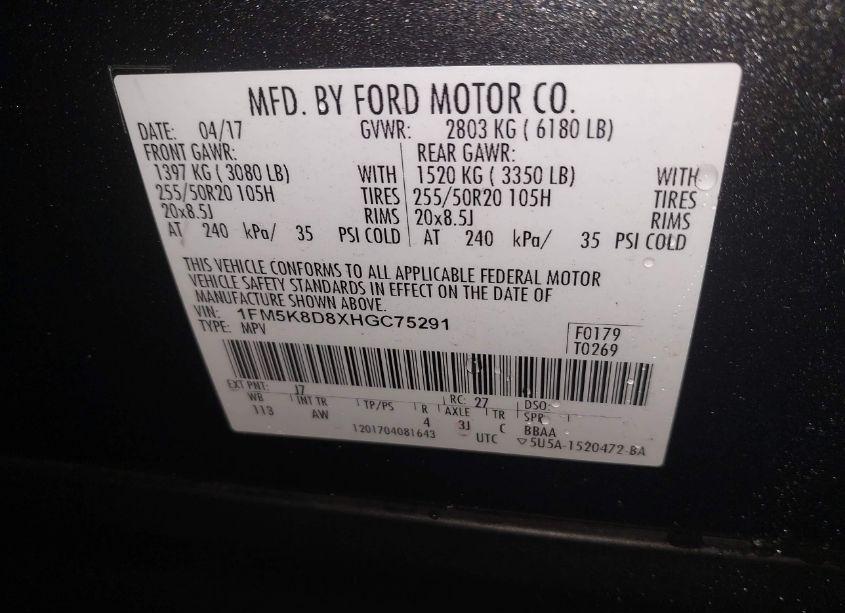 MFD. BY FORD MOTOR CO.
DATE: 04/17 GVWR: 2803 KG ( 6180 LB)
FRONT GAWR: REAR GAWR:
1397 KG ( 3080 LB) WITH 1520 KG ( 3350 LB) WITH
255/50R20 105H TIRES 255/50R20 105H TIRES
20x8.5J RIMS 20x8.5J RIMS
AT 240 kPa/ 35 PSI COLD AT 240 kPa/ 35 PSI COLD
THIS VEHICLE CONFORMS TO ALL APPLICABLE FEDERAL MOTOR
VEHICLE SAFETY STANDARDS IN EFFECT ON THE DATE OF
MANUFACTURE SHOWN ABOVE.
VIN: 1FM5K8D8XHGC75291
TYPE: MPV
F0179
T0269
EXT PNT: J7 RC: 27 DSO:
WB INT TR TP/PS R AXLE TR SPR
113 AW 4 3J C BBAA
1201704081643 UTC ▽5U5A-1520472-BA